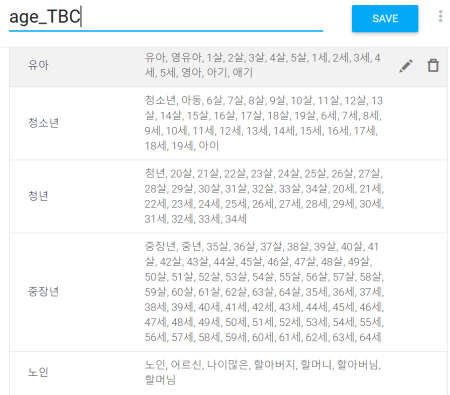 age_TBC
SAVE
유아
유아, 영유아, 1살, 2살, 3살, 4살, 5살, 1세, 2세, 3세, 4
세, 5세, 영아, 아기, 애기
청소년
청소년, 아동, 6살, 7살, 8살, 9살, 10살, 11살, 12살, 13
살, 14살, 15살, 16살, 17살, 18살, 19살, 6세, 7세, 8세,
9세, 10세, 11세, 12세, 13세, 14세, 15세, 16세, 17세,
18세, 19세, 아이
청년
청년, 20살, 21살, 22살, 23살, 24살, 25살, 26살, 27살,
28살, 29살, 30살, 31살, 32살, 33살, 34살, 20세, 21세,
22세, 23세, 24세, 25세, 26세, 27세, 28세, 29세, 30세,
31세, 32세, 33세, 34세
중장년
중장년, 중년, 35살, 36살, 37살, 38살, 39살, 40살, 41
살, 42살, 43살, 44살, 45살, 46살, 47살, 48살, 49살,
50살, 51살, 52살, 53살, 54살, 55살, 56살, 57살, 58살,
59살, 60살, 61살, 62살, 63살, 64살, 35세, 36세, 37세,
38세, 39세, 40세, 41세, 42세, 43세, 44세, 45세, 46세,
47세, 48세, 49세, 50세, 51세, 52세, 53세, 54세, 55세,
56세, 57세, 58세, 59세, 60세, 61세, 62세, 63세, 64세
노인
노인, 어르신, 나이많은, 할아버지, 할머니, 할아버님,
할머님